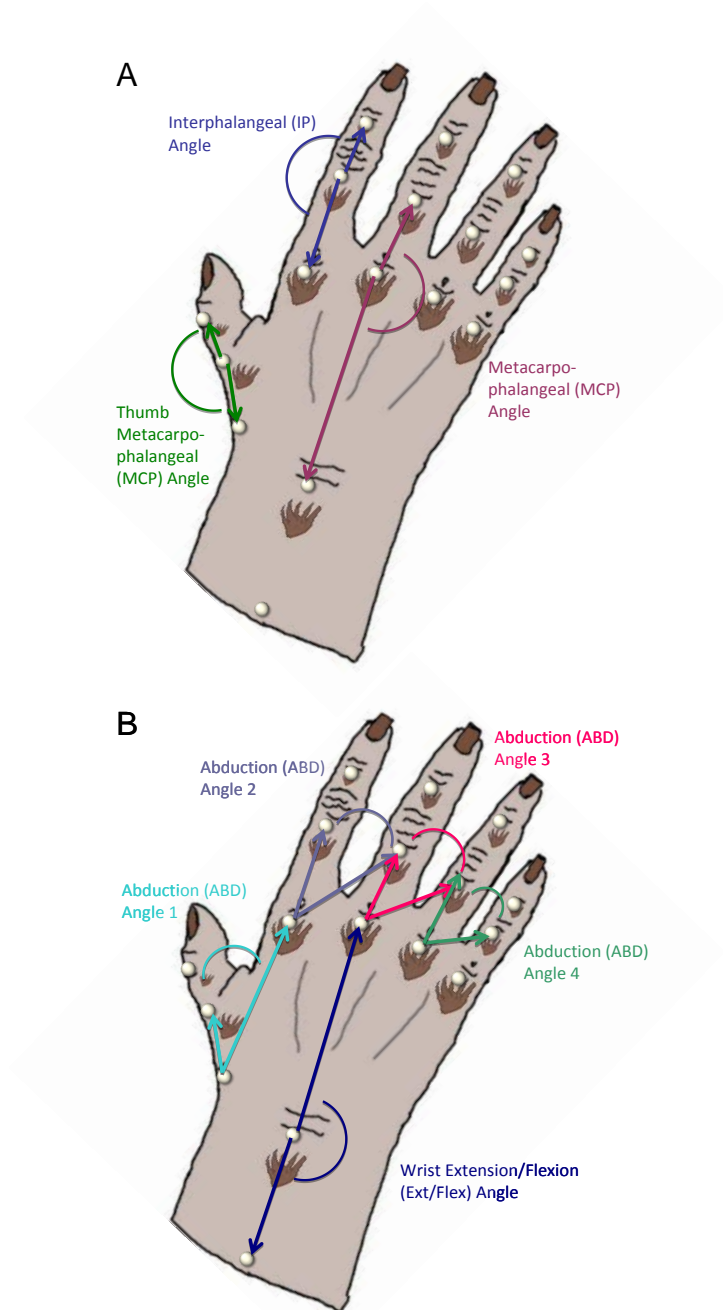 A
Interphalangeal (IP)
Angle
Metacarpo-
phalangeal (MCP)
Angle
Thumb
Metacarpo-
phalangeal
(MCP) Angle
B
Abduction (ABD)
Angle 3
Abduction (ABD)
Angle 2
Abduction (ABD)
Angle 1
Abduction (ABD)
Angle 4
Wrist Extension/Flexion
(Ext/Flex) Angle